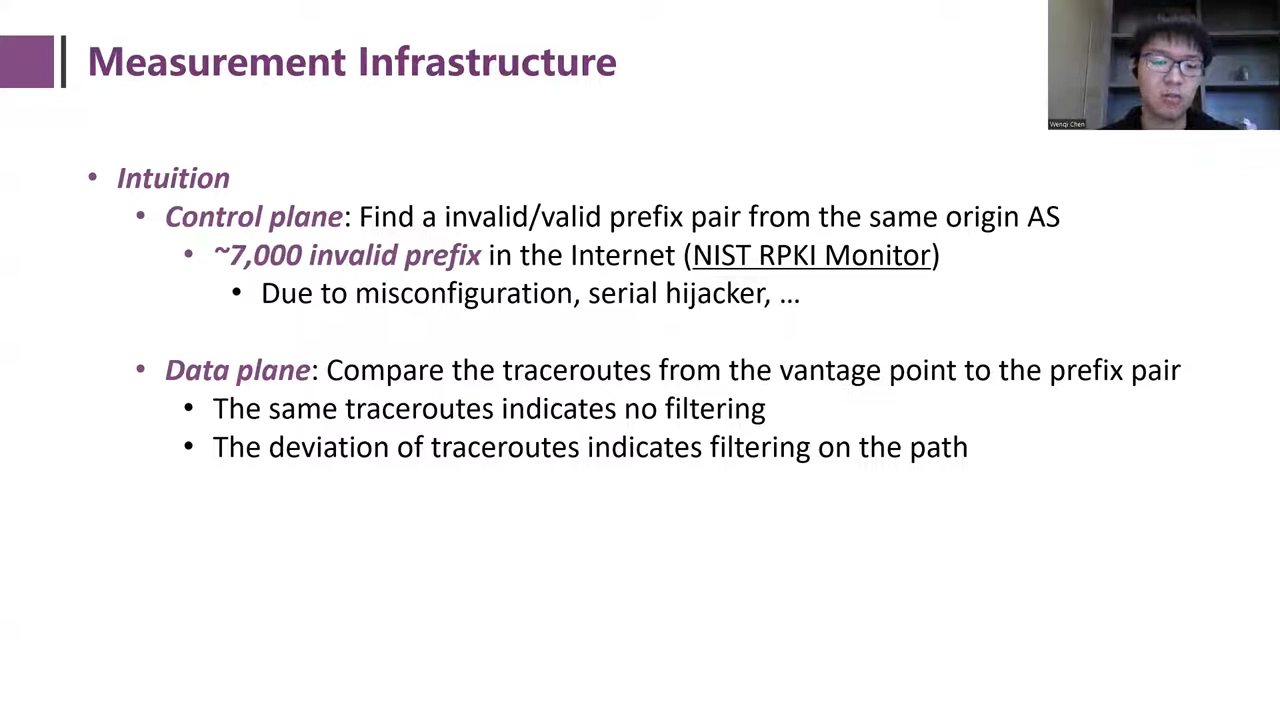 Measurement Infrastructure
Wenqi Chen
• Intuition
• Control plane: Find a invalid/valid prefix pair from the same origin AS
• ~7,000 invalid prefix in the Internet (NIST RPKI Monitor)
• Due to misconfiguration, serial hijacker, ...
• Data plane: Compare the traceroutes from the vantage point to the prefix pair
• The same traceroutes indicates no filtering
• The deviation of traceroutes indicates filtering on the path